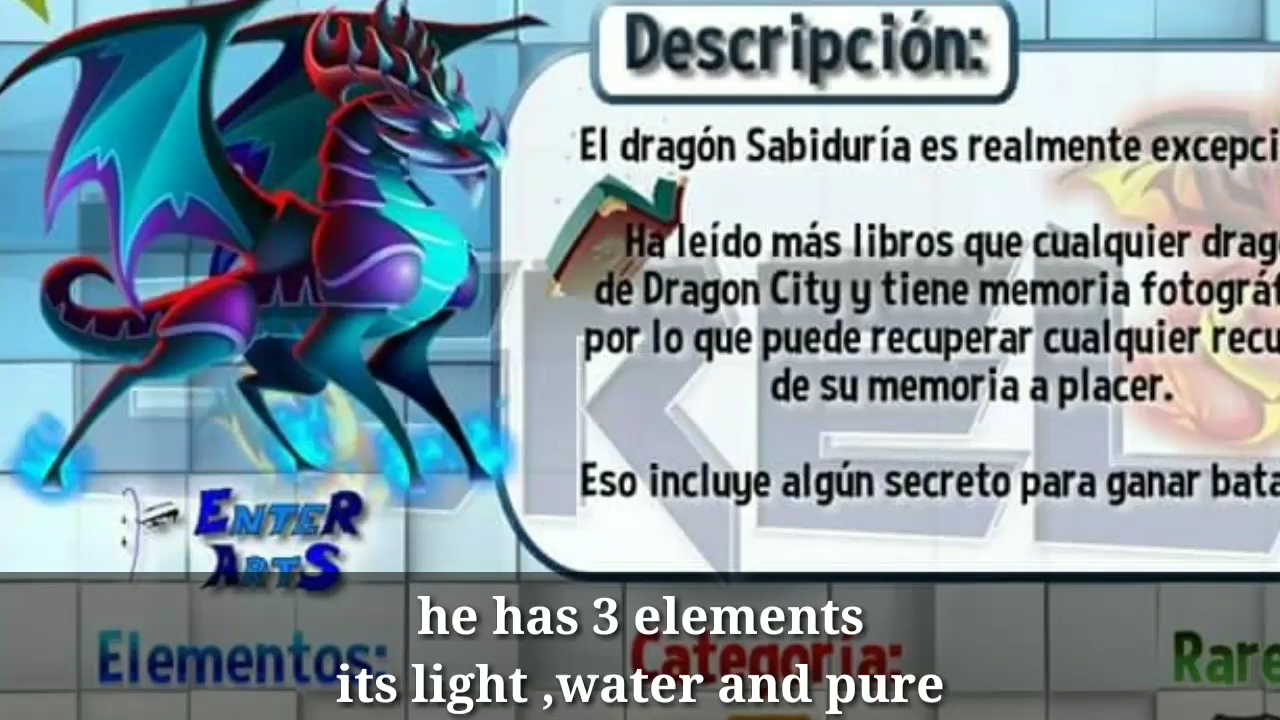 Descripción:
El dragón Sabiduría es realmente excepci
Ha leído más libros que cualquier drag
de Dragon City y tiene memoria fotográf
por lo que puede recuperar cualquier recu
de su memoria a placer.
Eso incluye algún secreto para ganar bata
ENTER
ARTS
he has 3 elements
Elementos: Categoría: Rare
its light ,water and pure